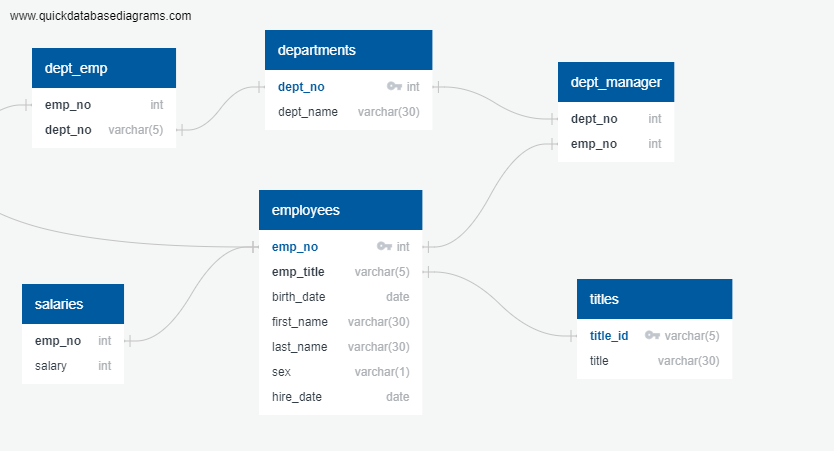 www.quickdatabasediagrams.com
dept_emp
emp_no int
dept_no varchar(5)
departments
dept_no int
dept_name varchar(30)
dept_manager
dept_no int
emp_no int
employees
emp_no int
emp_title varchar(5)
birth_date date
first_name varchar(30)
last_name varchar(30)
sex varchar(1)
hire_date date
salaries
emp_no int
salary int
titles
title_id varchar(5)
title varchar(30)